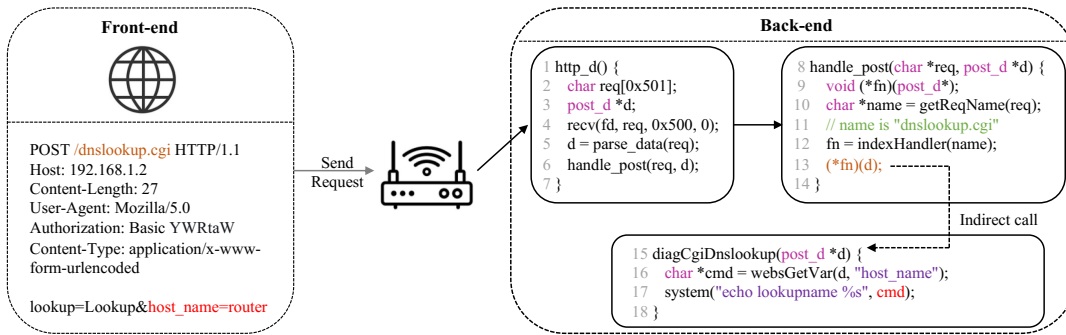 Front-end
POST /dnslookup.cgi HTTP/1.1
Host: 192.168.1.2
Content-Length: 27
User-Agent: Mozilla/5.0
Authorization: Basic YWRtaW
Content-Type: application/x-www-
form-urlencoded
lookup=Lookup&host_name=router
Send
Request
Back-end
1 http_d() {
2 char req[0x501];
3 post_d *d;
4 recv(fd, req, 0x500, 0);
5 d = parse_data(req);
6 handle_post(req, d);
7 }
8 handle_post(char *req, post_d *d) {
9 void (*fn)(post_d*);
10 char *name = getReqName(req);
11 // name is "dnslookup.cgi"
12 fn = indexHandler(name);
13 (*fn)(d);
14 }
Indirect call
15 diagCgiDnslookup(post_d *d) {
16 char *cmd = websGetVar(d, "host_name");
17 system("echo lookupname %s", cmd);
18 }